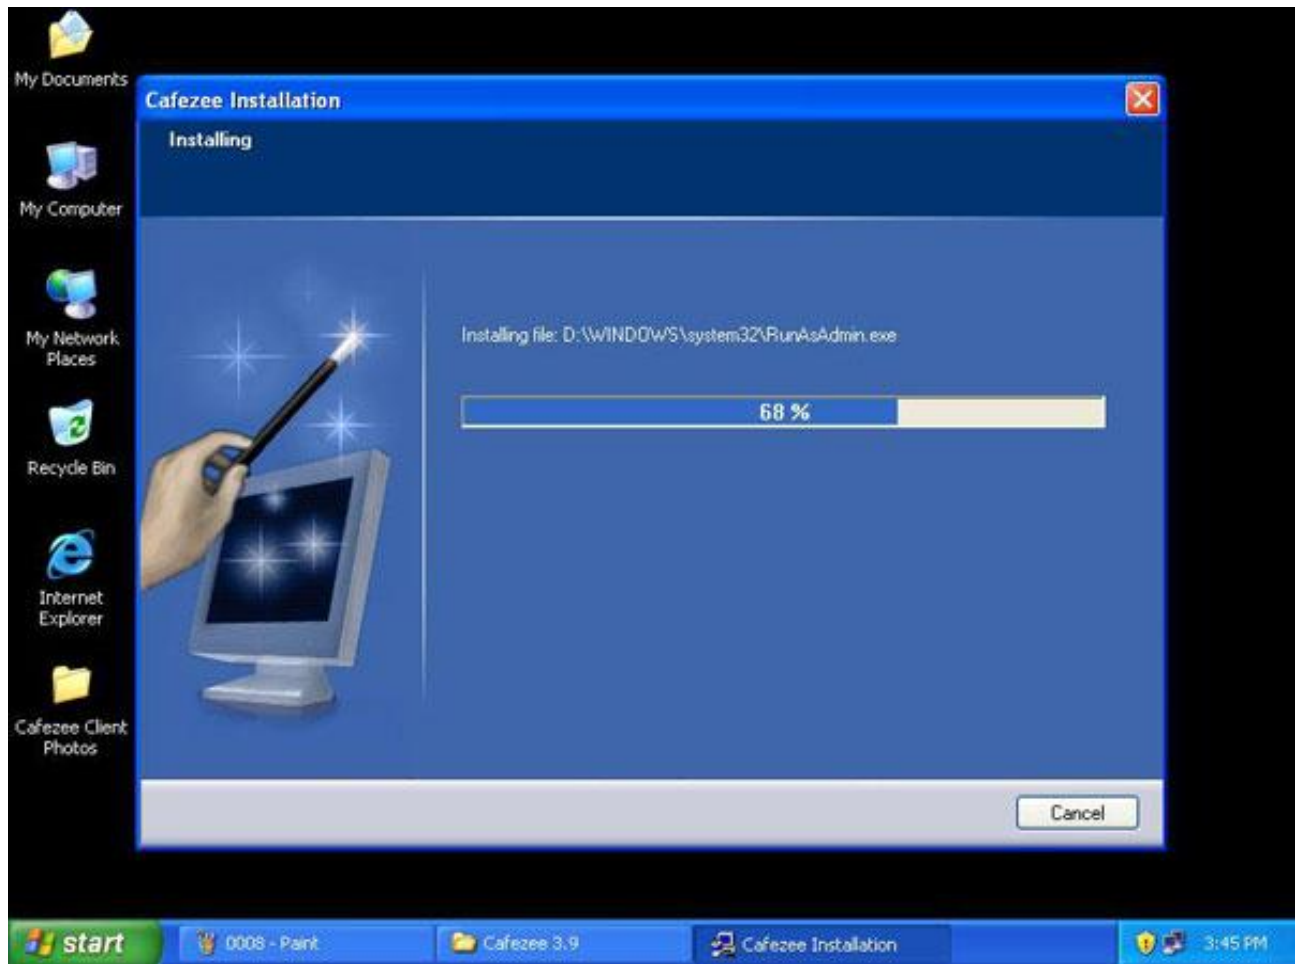 My Documents
My Computer
My Network
Places
Recycle Bin
Internet
Explorer
Cafezee Client
Photos
Cafezee Installation
Installing
Installing file: D:\WINDOWS\system32\RunAsAdmin.exe
68 %
Cancel
start
0008 - Paint
Cafezee 3.9
Cafezee Installation
3:45 PM